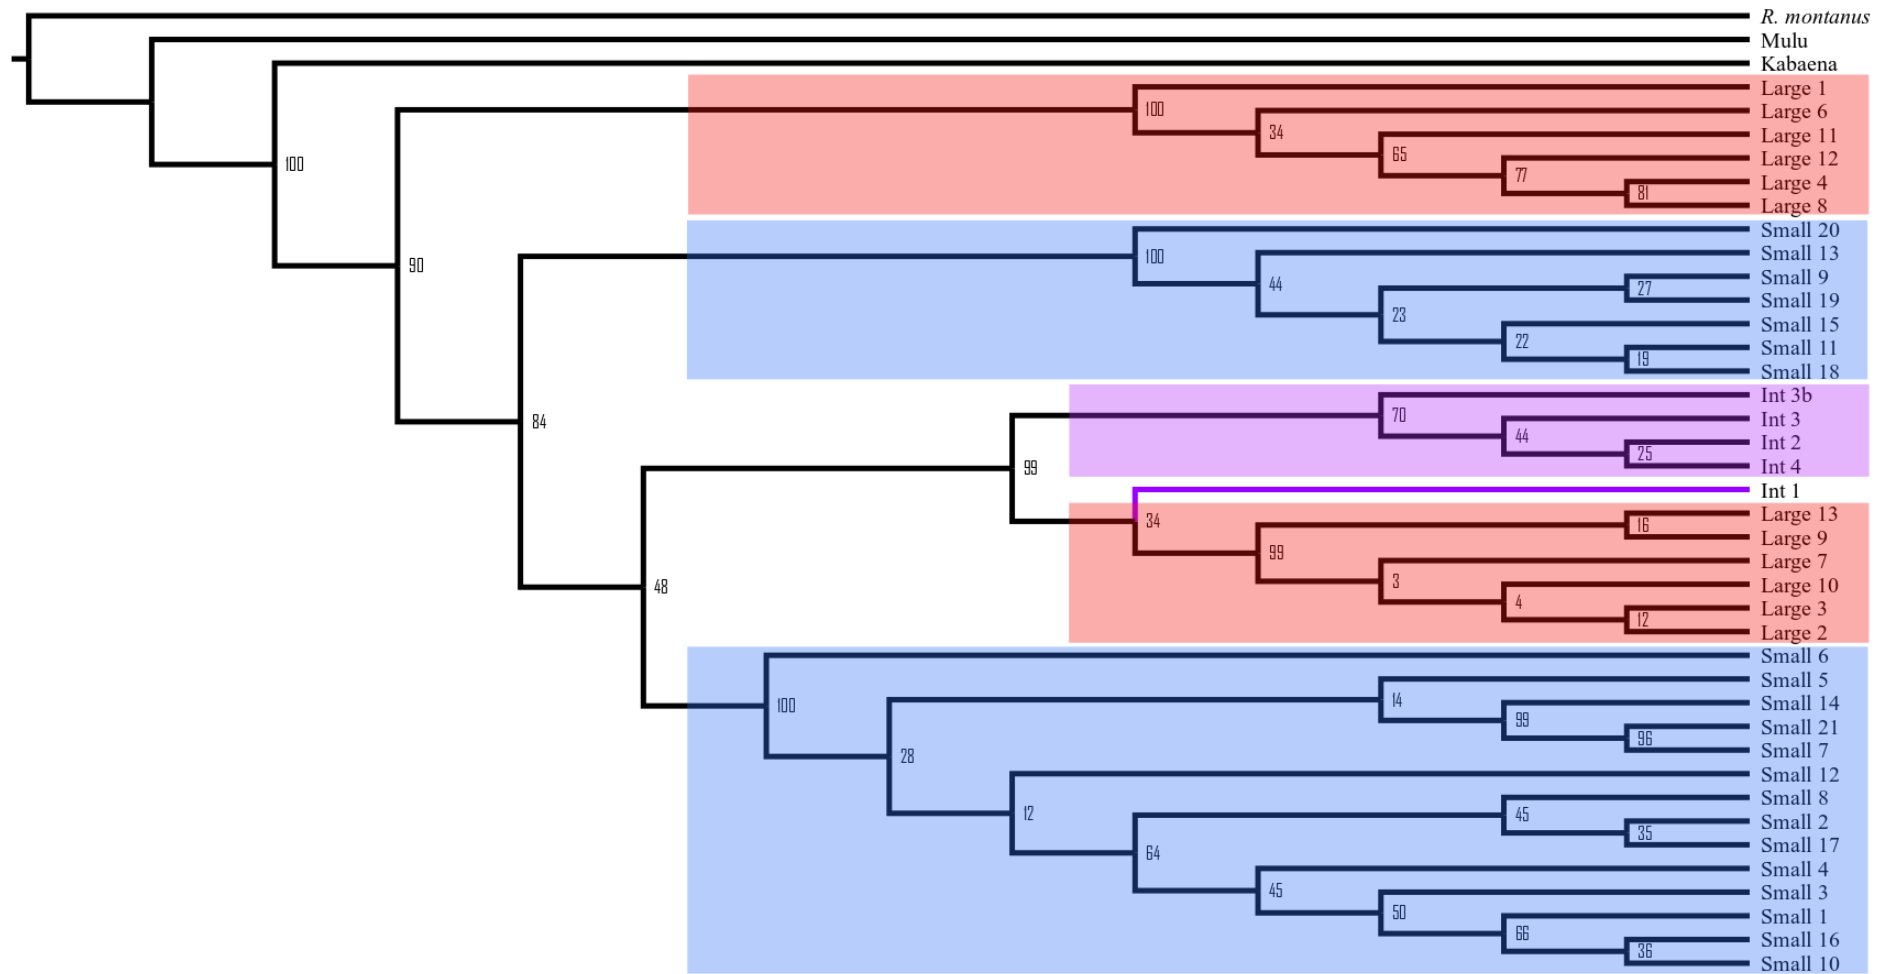 R. montanus
Mulu
Kabaena
Large 1
100
Large 6
34
Large 11
65
Large 12
100
77
Large 4
81
Large 8
Small 20
Small 13
100
90
Small 9
44
27
Small 19
23
Small 15
22
Small 11
19
Small 18
Int 3b
70
Int 3
84
44
Int 2
25
Int 4
99
Int 1
Large 13
34
16
Large 9
99
Large 7
3
48
Large 10
4
Large 3
12
Large 2
Small 6
Small 5
14
Small 14
100
99
Small 21
96
Small 7
28
Small 12
Small 8
12
45
Small 2
35
Small 17
64
Small 4
45
Small 3
50
Small 1
66
Small 16
36
Small 10